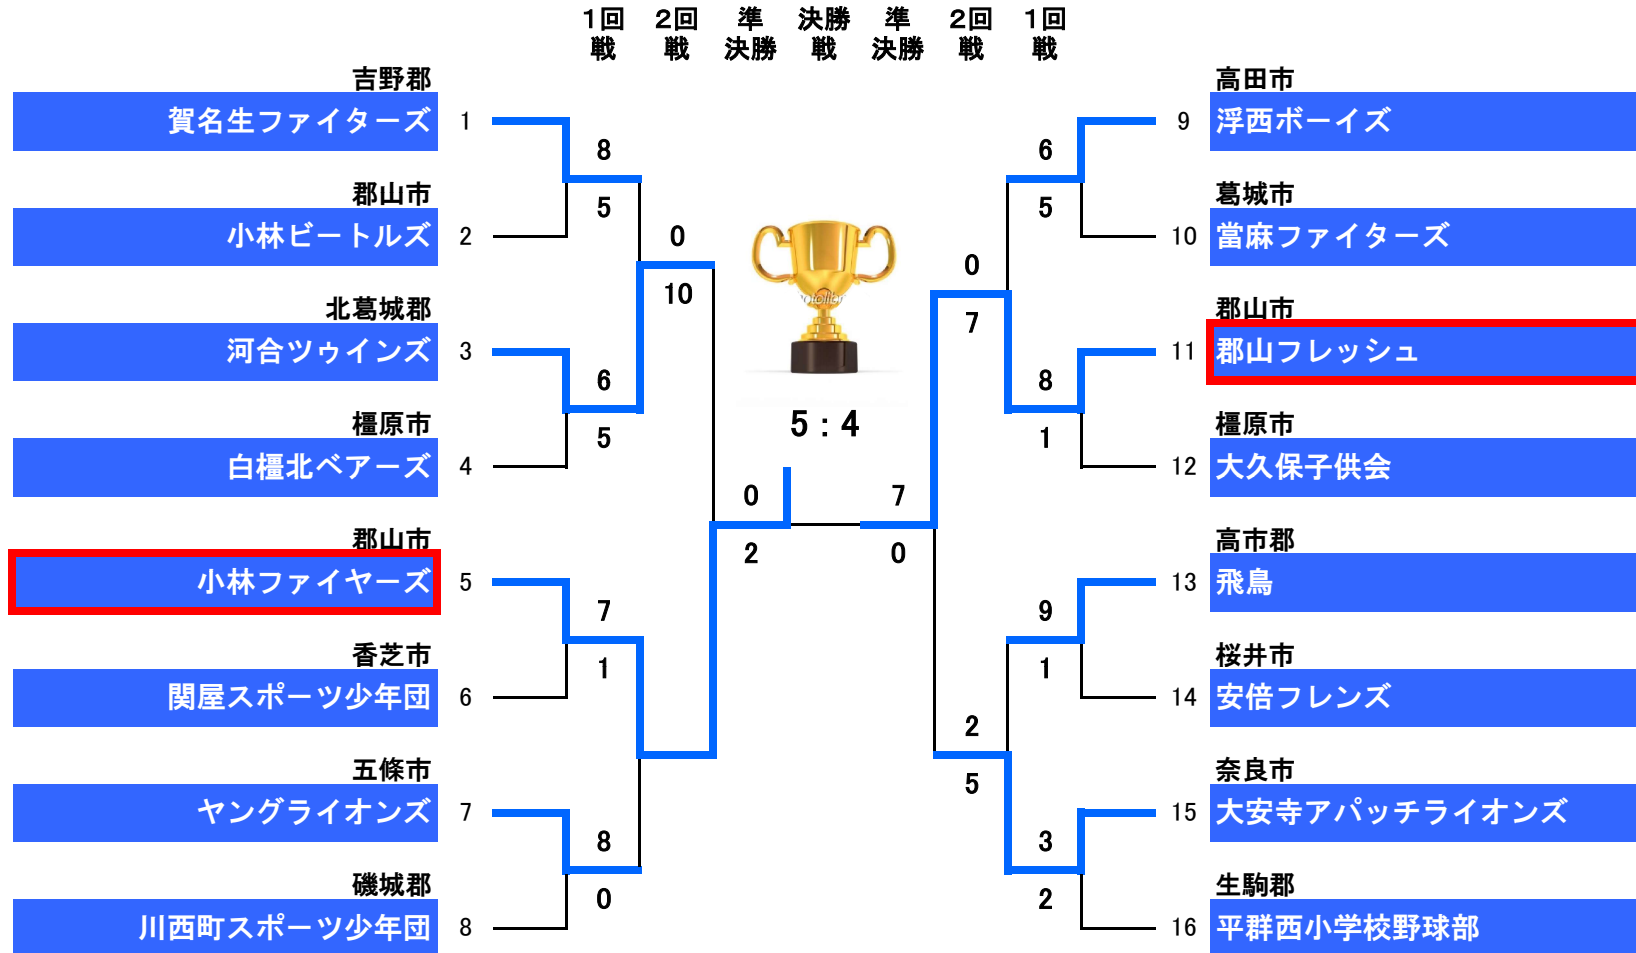 1回戦 2回戦 準決勝 決勝戦 準決勝 2回戦 1回戦
吉野郡
賀名生ファイターズ 1
郡山市
小林ビートルズ 2
北葛城郡
河合ツゥインズ 3
橿原市
白橿北ベアーズ 4
郡山市
小林ファイヤーズ 5
香芝市
関屋スポーツ少年団 6
五條市
ヤングライオンズ 7
磯城郡
川西町スポーツ少年団 8
8
5
6
5
7
1
8
0
0
10
0
2
5 : 4
7
0
0
7
2
5
6
5
8
1
9
1
3
2
高田市
9 浮西ボーイズ
葛城市
10 當麻ファイターズ
郡山市
11 郡山フレッシュ
橿原市
12 大久保子供会
高市郡
13 飛鳥
桜井市
14 安倍フレンズ
奈良市
15 大安寺アパッチライオンズ
生駒郡
16 平群西小学校野球部